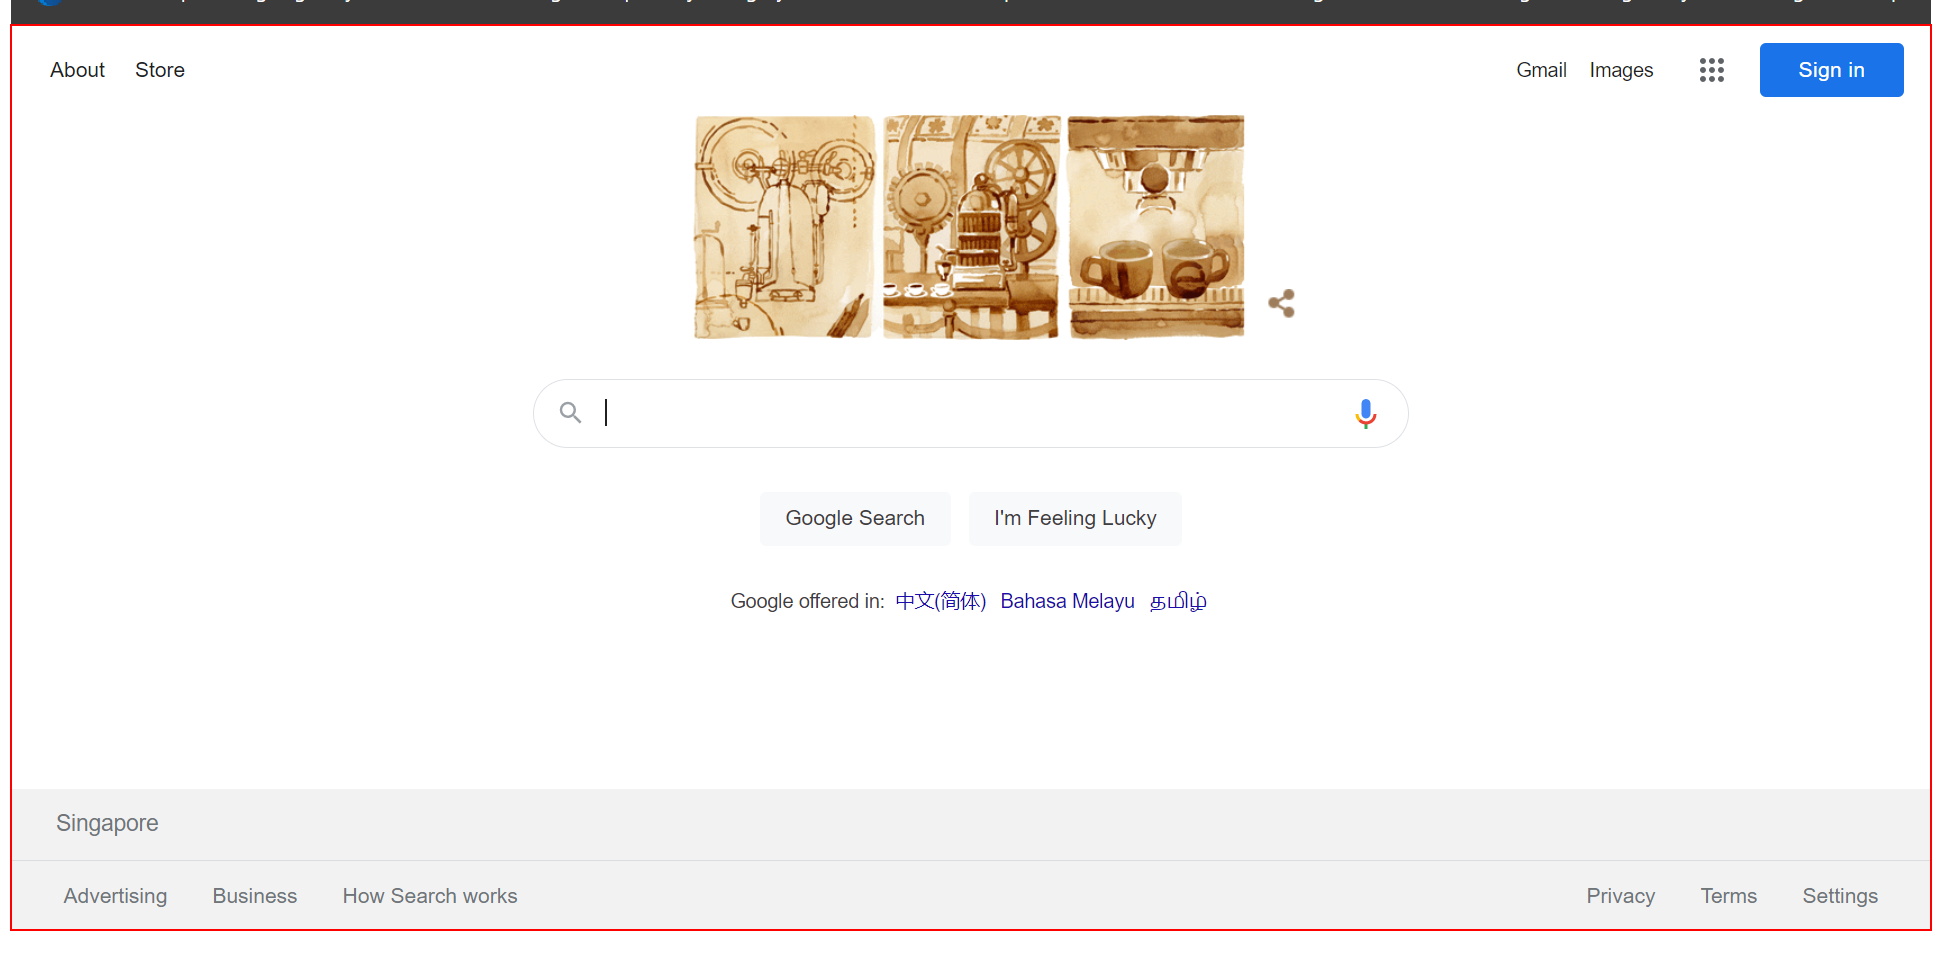 About Store Gmail Images Sign in
Google Search I'm Feeling Lucky
Google offered in: 中文(简体) Bahasa Melayu தமிழ்
Singapore
Advertising Business How Search works Privacy Terms Settings